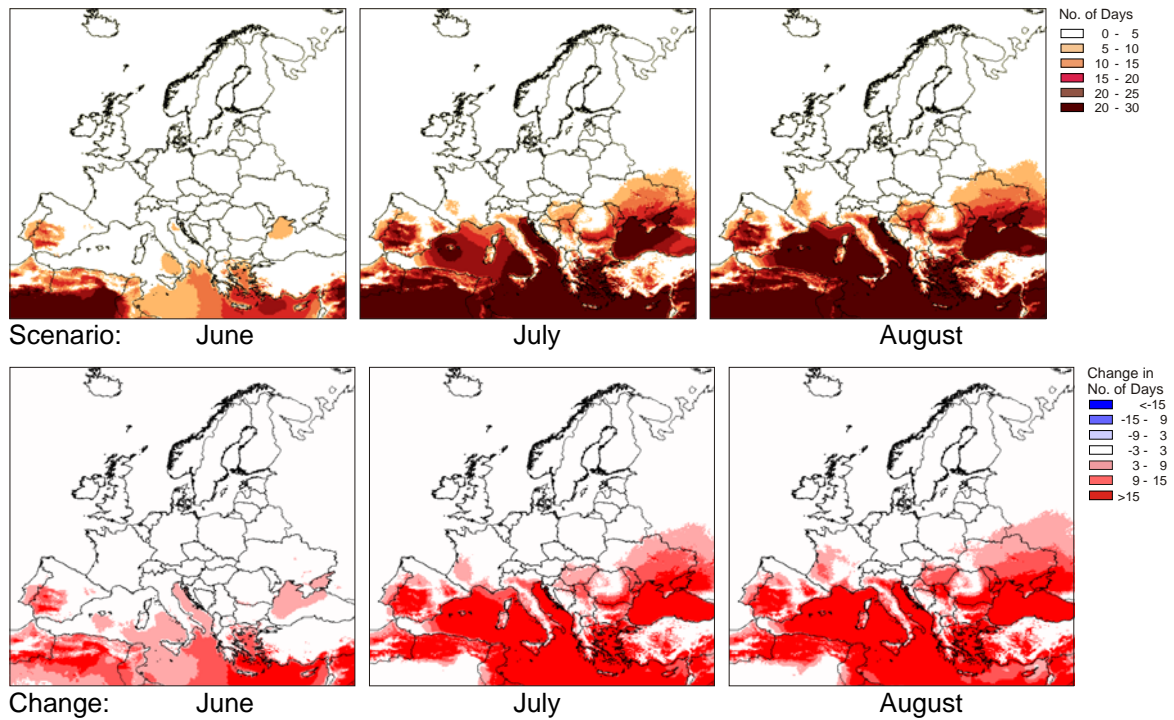 No. of Days
0 - 5
5 - 10
10 - 15
15 - 20
20 - 25
20 - 30
Scenario: June July August
Change in
No. of Days
<-15
-15 - 9
-9 - 3
-3 - 3
3 - 9
9 - 15
>15
Change: June July August